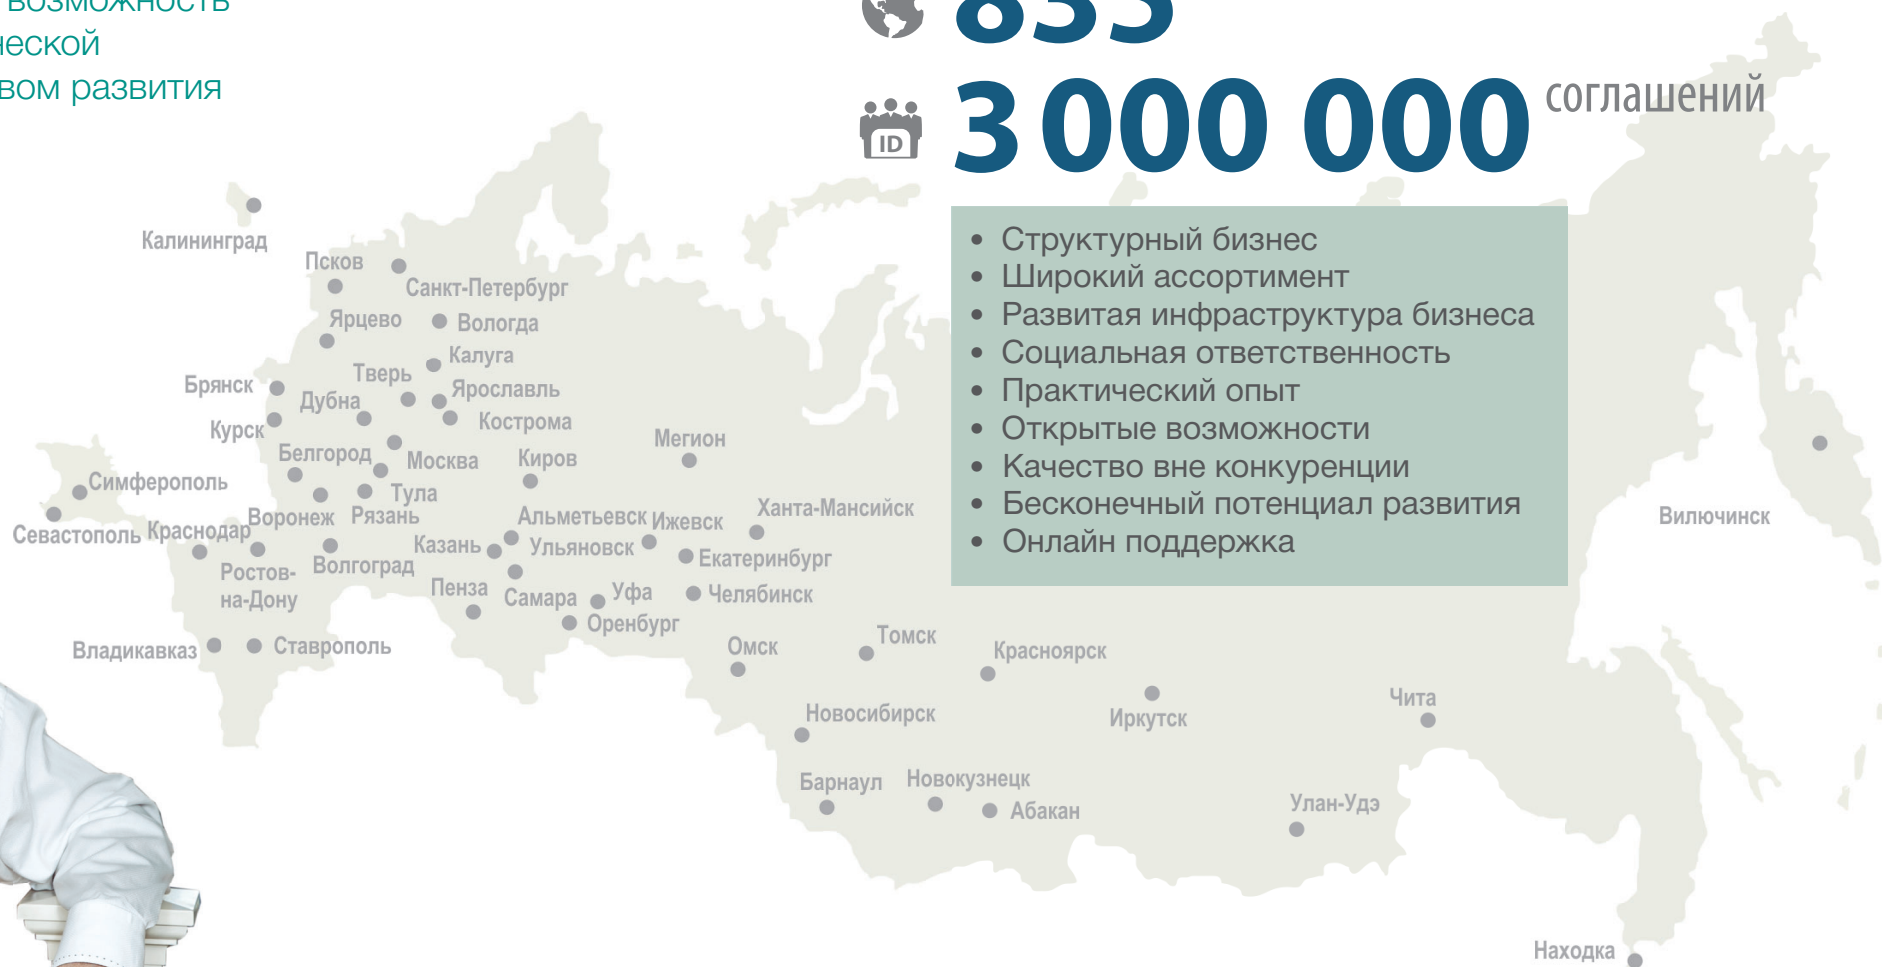 возможность
ческой
вом развития
835
3 000 000 соглашений
ID
• Структурный бизнес
• Широкий ассортимент
• Развитая инфраструктура бизнеса
• Социальная ответственность
• Практический опыт
• Открытые возможности
• Качество вне конкуренции
• Бесконечный потенциал развития
• Онлайн поддержка
Калининград
Псков
Санкт-Петербург
Ярцево
Вологда
Калуга
Тверь
Брянск
Ярославль
Дубна
Кострома
Курск
Мегион
Белгород
Москва
Киров
Симферополь
Тула
Ханта-Мансийск
Воронеж
Рязань
Альметьевск
Ижевск
Вилючинск
Севастополь
Краснодар
Казань
Ульяновск
Екатеринбург
Ростов-
на-Дону
Волгоград
Пенза
Самара
Уфа
Челябинск
Оренбург
Владикавказ
Ставрополь
Омск
Томск
Красноярск
Чита
Новосибирск
Иркутск
Барнаул
Новокузнецк
Абакан
Улан-Удэ
Находка